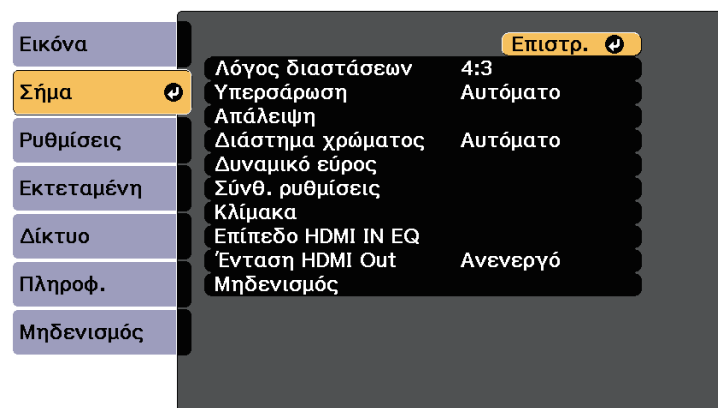 Εικόνα
Σήμα
Ρυθμίσεις
Εκτεταμένη
Δίκτυο
Πληροφ.
Μηδενισμός
Επιστρ.
Λόγος διαστάσεων 4:3
Υπερσάρωση Αυτόματο
Απάλειψη
Διάστημα χρώματος Αυτόματο
Δυναμικό εύρος
Σύνθ. ρυθμίσεις
Κλίμακα
Επίπεδο HDMI IN EQ
Ένταση HDMI Out Ανενεργό
Μηδενισμός